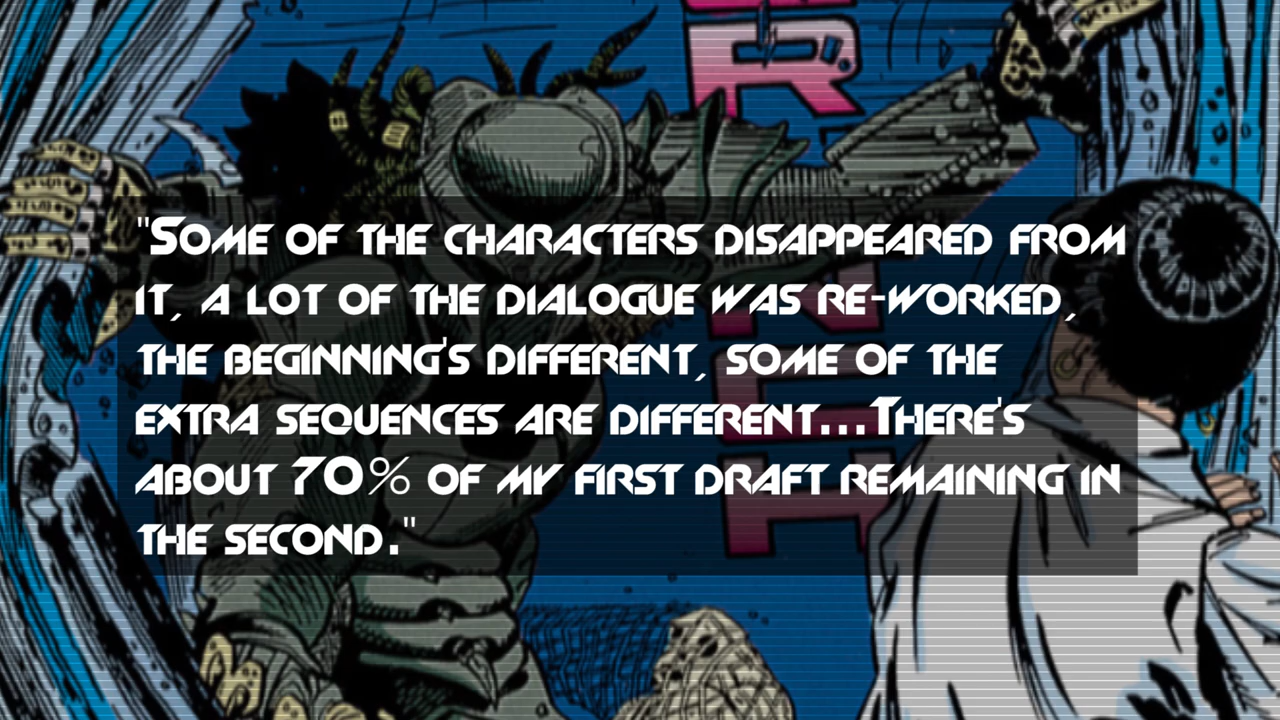 R
"Some of the characters disappeared from
it, a lot of the dialogue was re-worked,
the beginning's different, some of the
extra sequences are different...There's
about 70% of my first draft remaining in
the second."